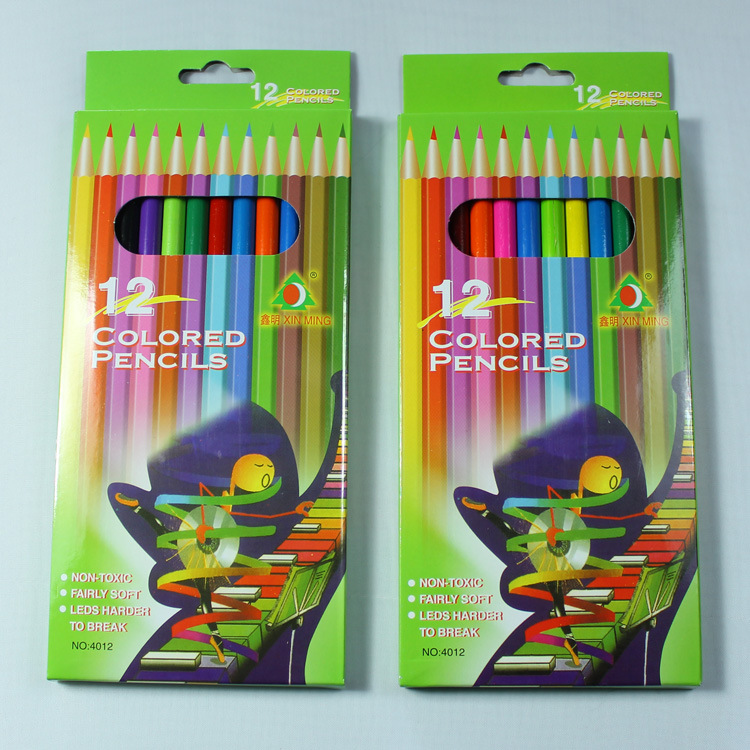 12 COLORED
PENCILS
12
COLORED
PENCILS
®
鑫明 XIN MING
NON-TOXIC
FAIRLY SOFT
LEDS HARDER
TO BREAK
NO:4012
12 COLORED
PENCILS
12
COLORED
PENCILS
®
鑫明 XIN MING
NON-TOXIC
FAIRLY SOFT
LEDS HARDER
TO BREAK
NO:4012